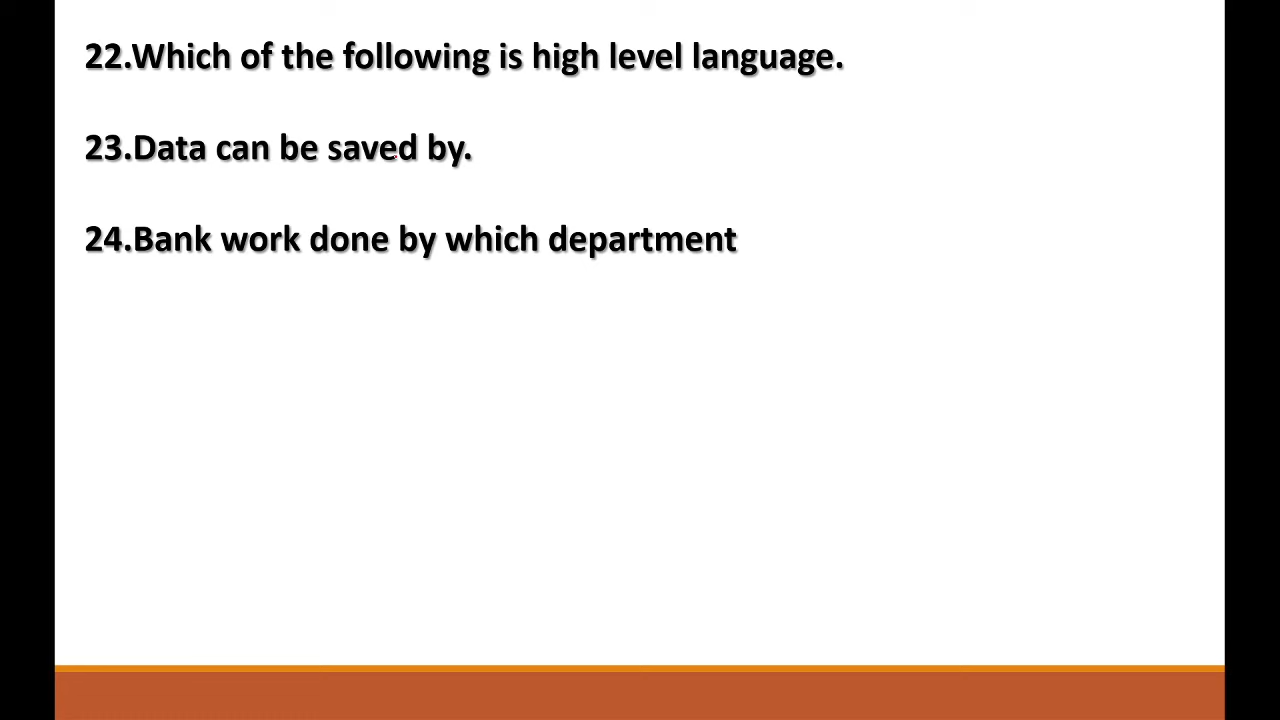 22.Which of the following is high level language.
23.Data can be saved by.
24.Bank work done by which department